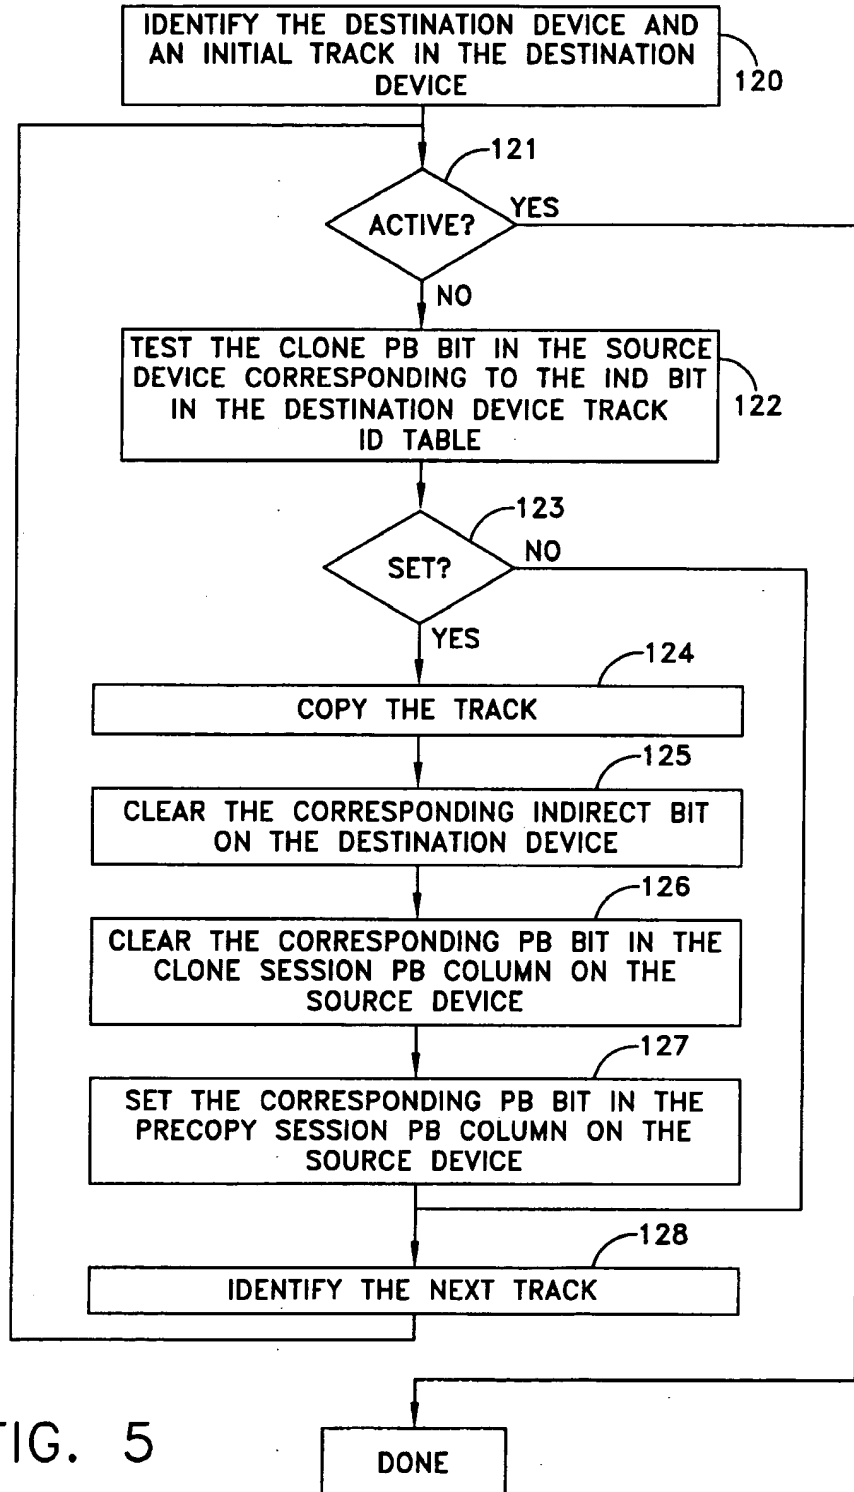 IDENTIFY THE DESTINATION DEVICE AND
AN INITIAL TRACK IN THE DESTINATION
DEVICE
120
121
ACTIVE?
YES
NO
TEST THE CLONE PB BIT IN THE SOURCE
DEVICE CORRESPONDING TO THE IND BIT
IN THE DESTINATION DEVICE TRACK
ID TABLE
122
123
SET?
NO
YES
124
COPY THE TRACK
125
CLEAR THE CORRESPONDING INDIRECT BIT
ON THE DESTINATION DEVICE
126
CLEAR THE CORRESPONDING PB BIT IN THE
CLONE SESSION PB COLUMN ON THE
SOURCE DEVICE
127
SET THE CORRESPONDING PB BIT IN THE
PRECOPY SESSION PB COLUMN ON THE
SOURCE DEVICE
128
IDENTIFY THE NEXT TRACK
FIG. 5
DONE